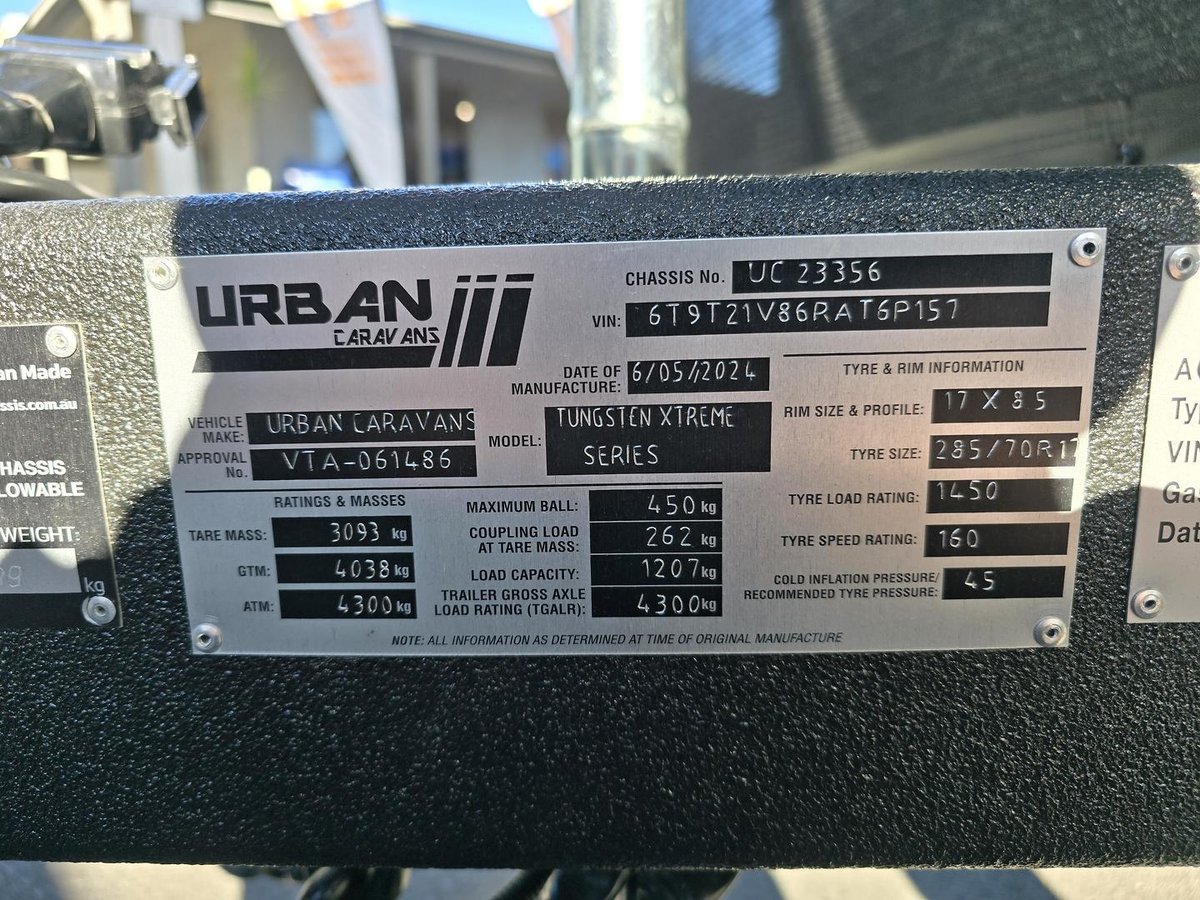 URBAN
CARAVANS
CHASSIS No. UC 23356
VIN: 6T9T21V86RAT6P157
DATE OF MANUFACTURE: 6/05//2024
VEHICLE MAKE: URBAN CARAVANS
MODEL: TUNGSTEN XTREME
SERIES
APPROVAL No. VTA-061486
RATINGS & MASSES
TARE MASS: 3093 kg
GTM: 4038 kg
ATM: 4300 kg
MAXIMUM BALL: 450 kg
COUPLING LOAD
AT TARE MASS: 262 kg
LOAD CAPACITY: 1207 kg
TRAILER GROSS AXLE
LOAD RATING (TGALR): 4300 kg
TYRE & RIM INFORMATION
RIM SIZE & PROFILE: 17 X 8 5
TYRE SIZE: 285/70R17
TYRE LOAD RATING: 1450
TYRE SPEED RATING: 160
COLD INFLATION PRESSURE/
RECOMMENDED TYRE PRESSURE: 45
NOTE: ALL INFORMATION AS DETERMINED AT TIME OF ORIGINAL MANUFACTURE
an Made
ssis.com.au
HASSIS
LOWABLE
WEIGHT:
kg
A
Ty
VIN
Gas
Dat